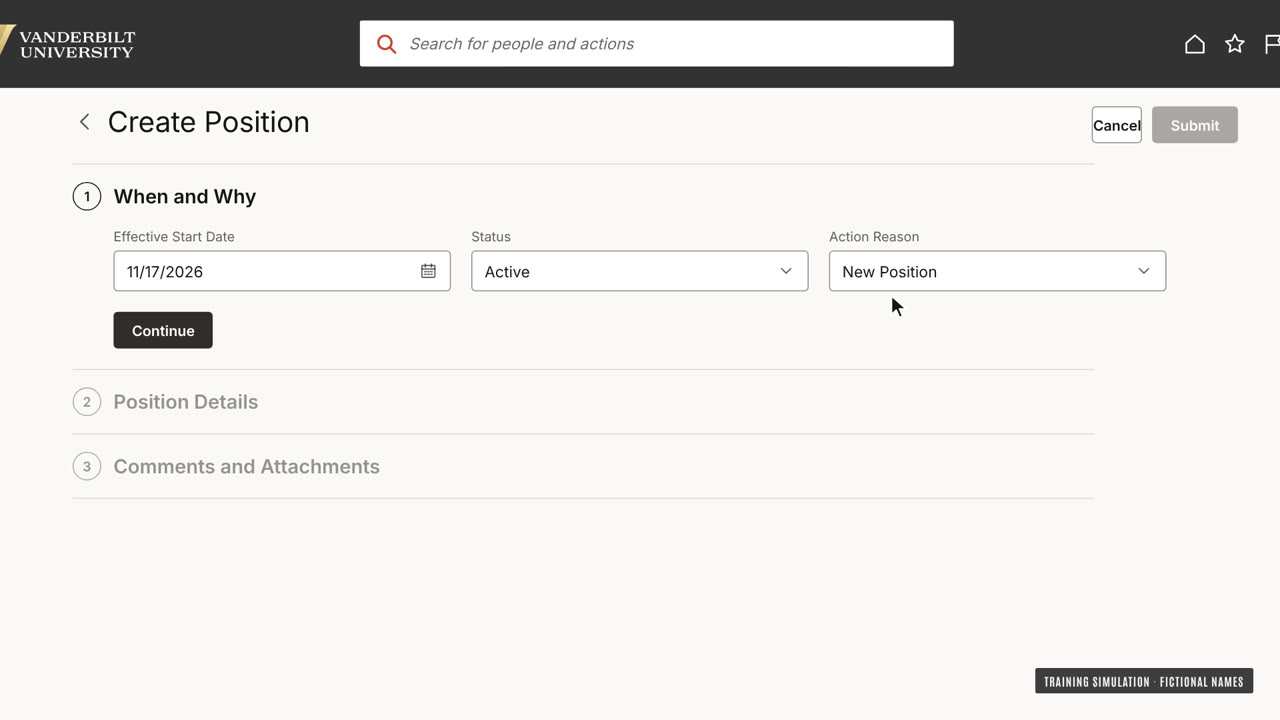 VANDERBILT
UNIVERSITY
Search for people and actions
Create Position
Cancel
Submit
1
When and Why
Effective Start Date
Status
Action Reason
11/17/2026
Active
New Position
Continue
2
Position Details
3
Comments and Attachments
TRAINING SIMULATION · FICTIONAL NAMES